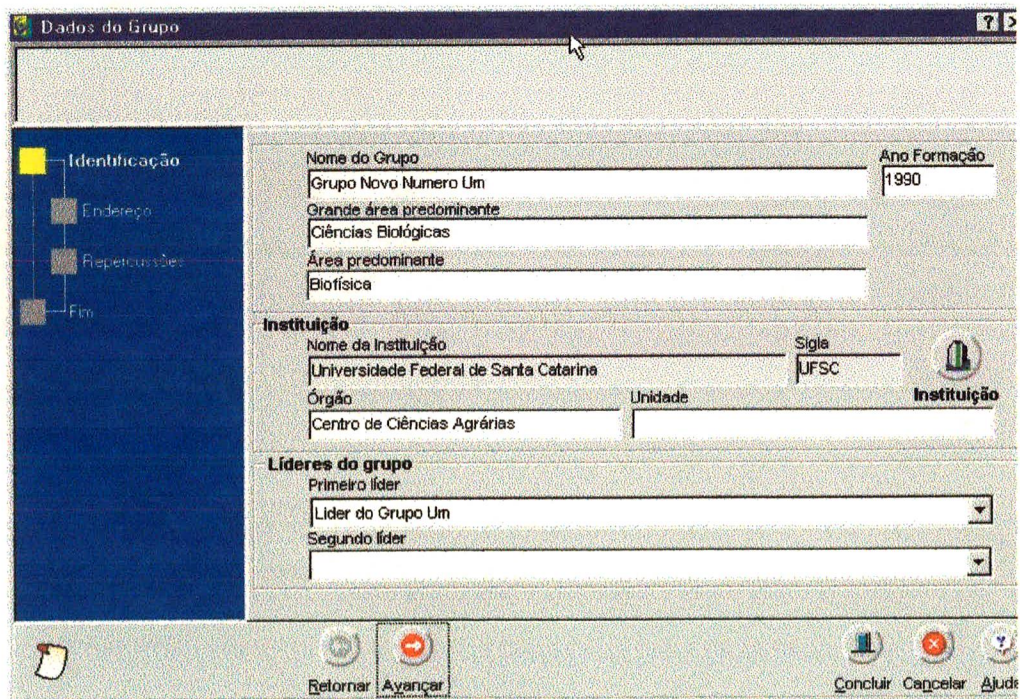 Dados do Grupo
Identificação
Endereço
Repercussões
Fim
Nome do Grupo
Ano Formação
Grupo Novo Numero Um
1990
Grande área predominante
Ciências Biológicas
Área predominante
Biofísica
Instituição
Nome da Instituição
Sigla
Universidade Federal de Santa Catarina
UFSC
Instituição
Órgão
Unidade
Centro de Ciências Agrárias
Líderes do grupo
Primeiro líder
Lider do Grupo Um
Segundo líder
Retornar
Avançar
Concluir
Cancelar
Ajuda